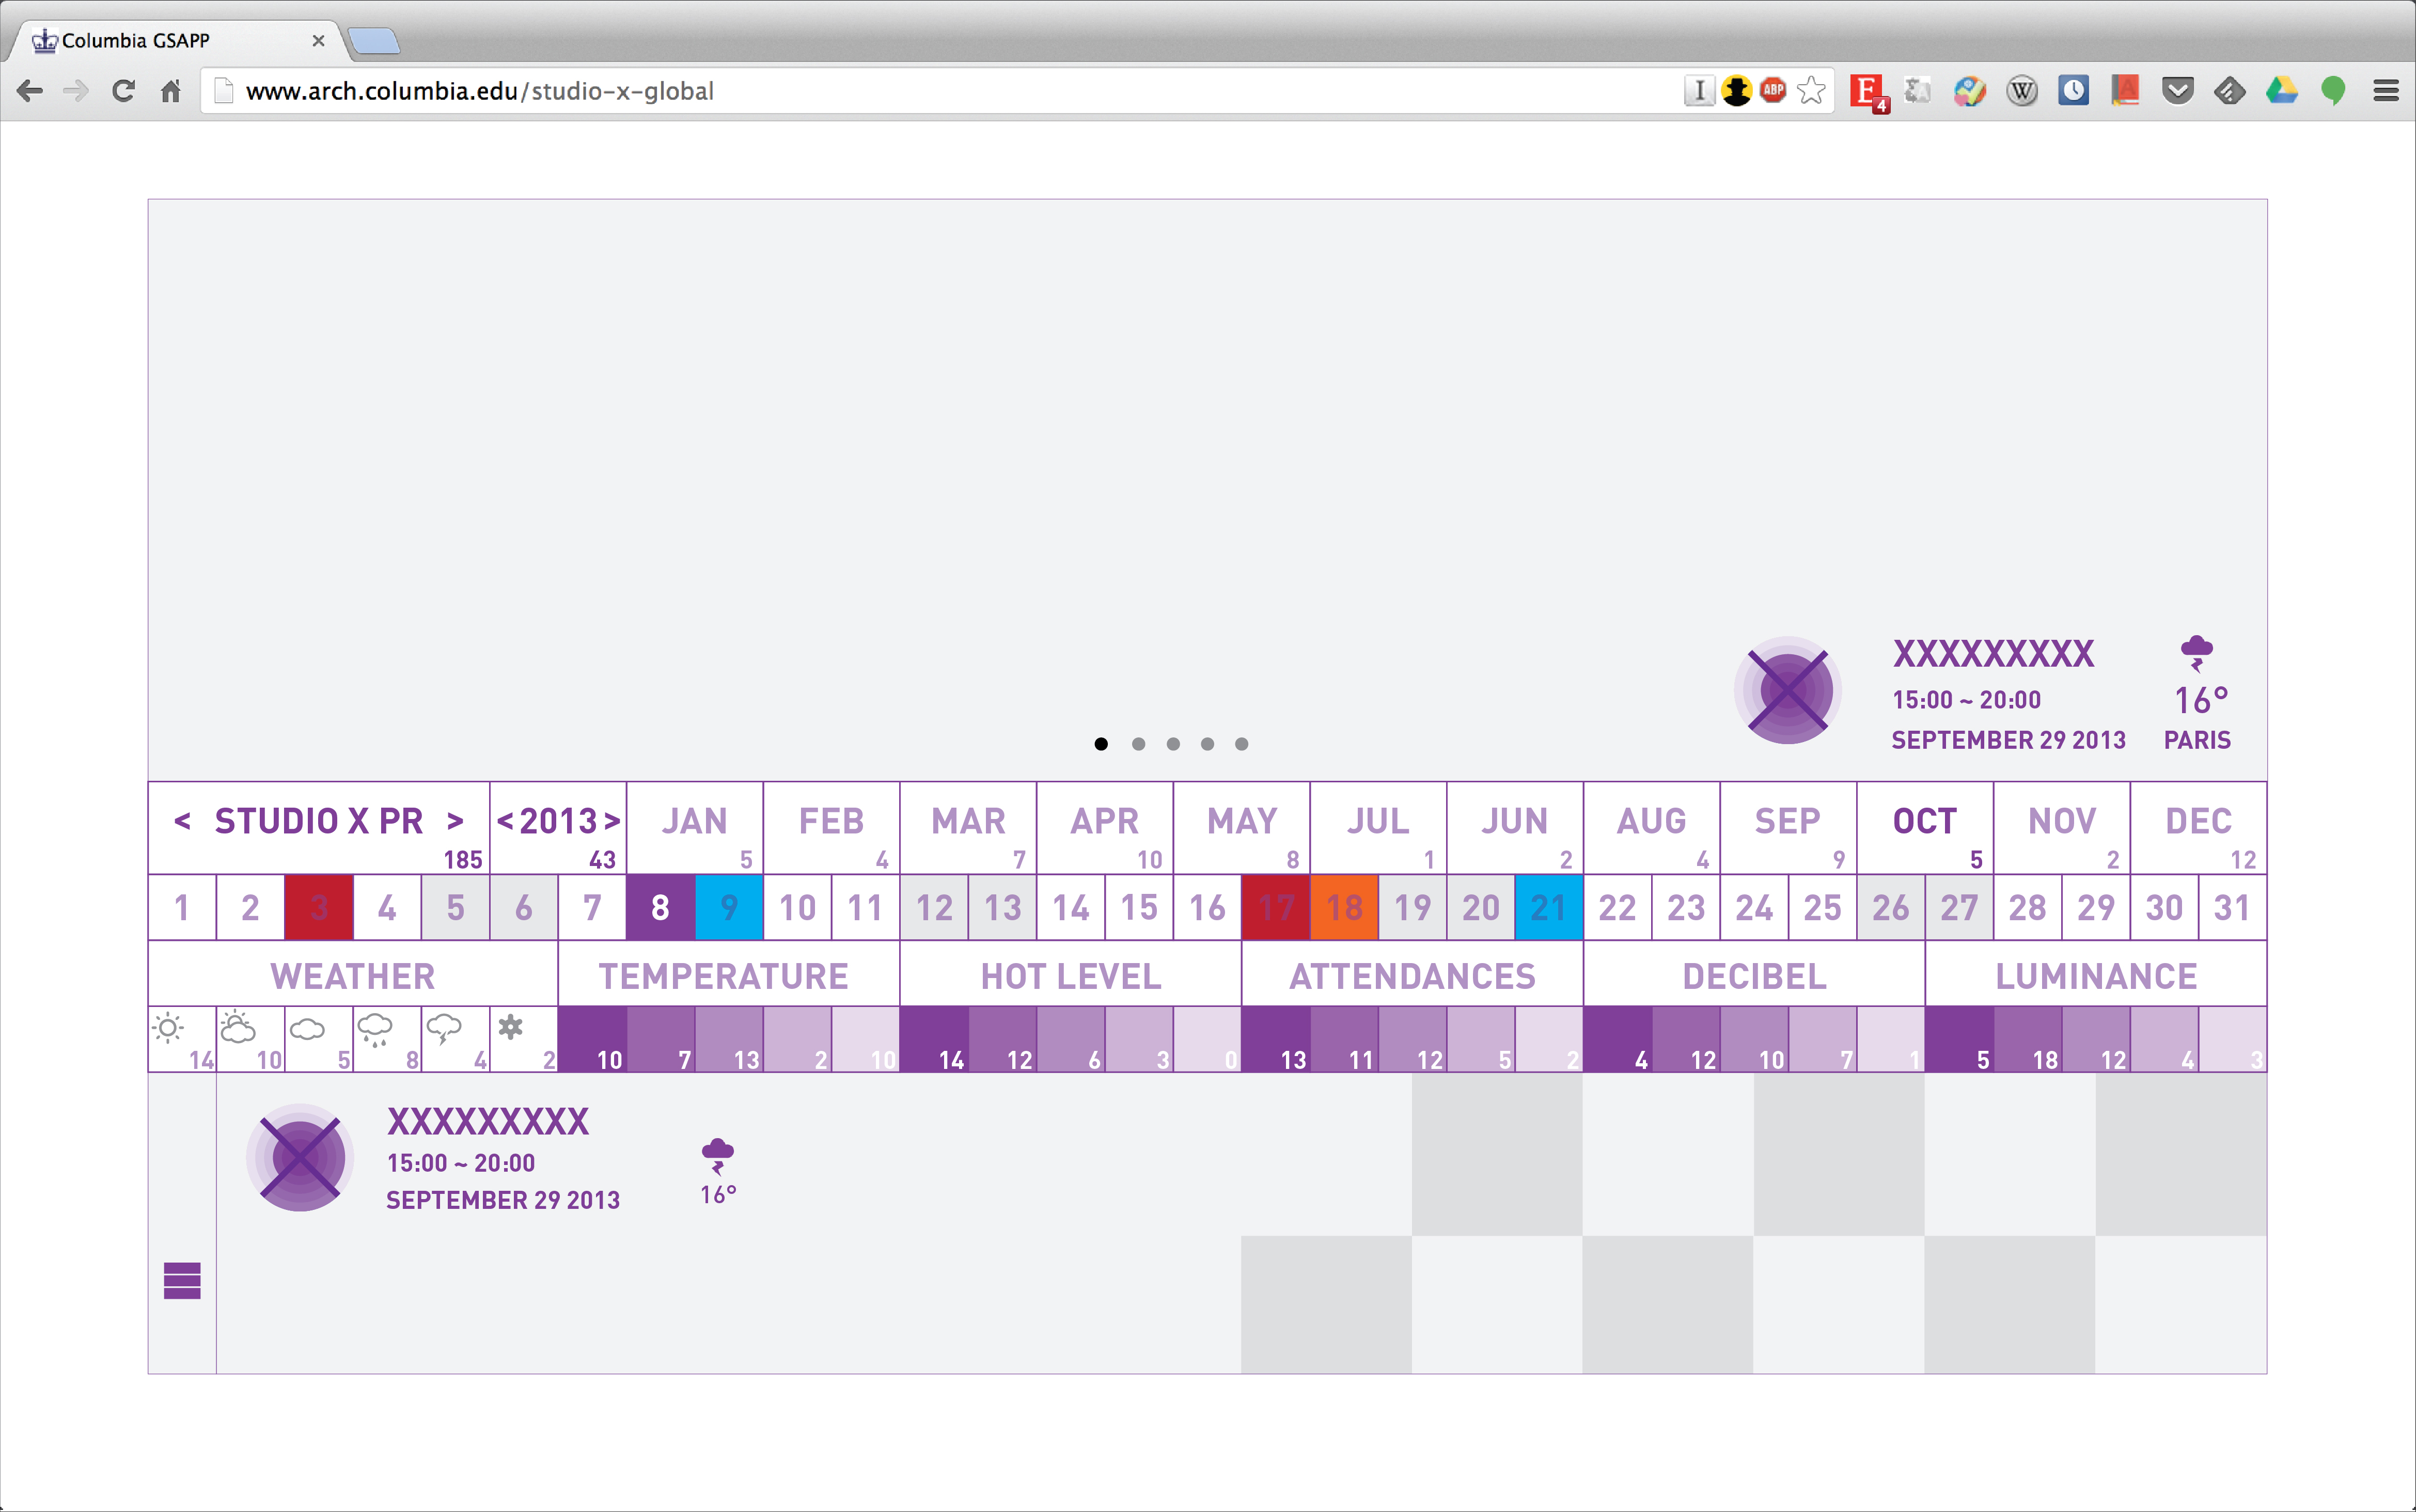 Columbia GSAPP
www.arch.columbia.edu/studio-x-global
I ABP E 4 W A
XXXXXXXXX
15:00 ~ 20:00
SEPTEMBER 29 2013
16°
PARIS
< STUDIO X PR > <2013> JAN FEB MAR APR MAY JUL JUN AUG SEP OCT NOV DEC
185 43 5 4 7 10 8 1 2 4 9 5 2 12
1 2 3 4 5 6 7 8 9 10 11 12 13 14 15 16 17 18 19 20 21 22 23 24 25 26 27 28 29 30 31
WEATHER TEMPERATURE HOT LEVEL ATTENDANCES DECIBEL LUMINANCE
14 10 5 8 4 2 10 7 13 2 10 14 12 6 3 0 13 11 12 5 2 4 12 10 7 1 5 18 12 4 3
XXXXXXXXX
15:00 ~ 20:00
SEPTEMBER 29 2013
16°